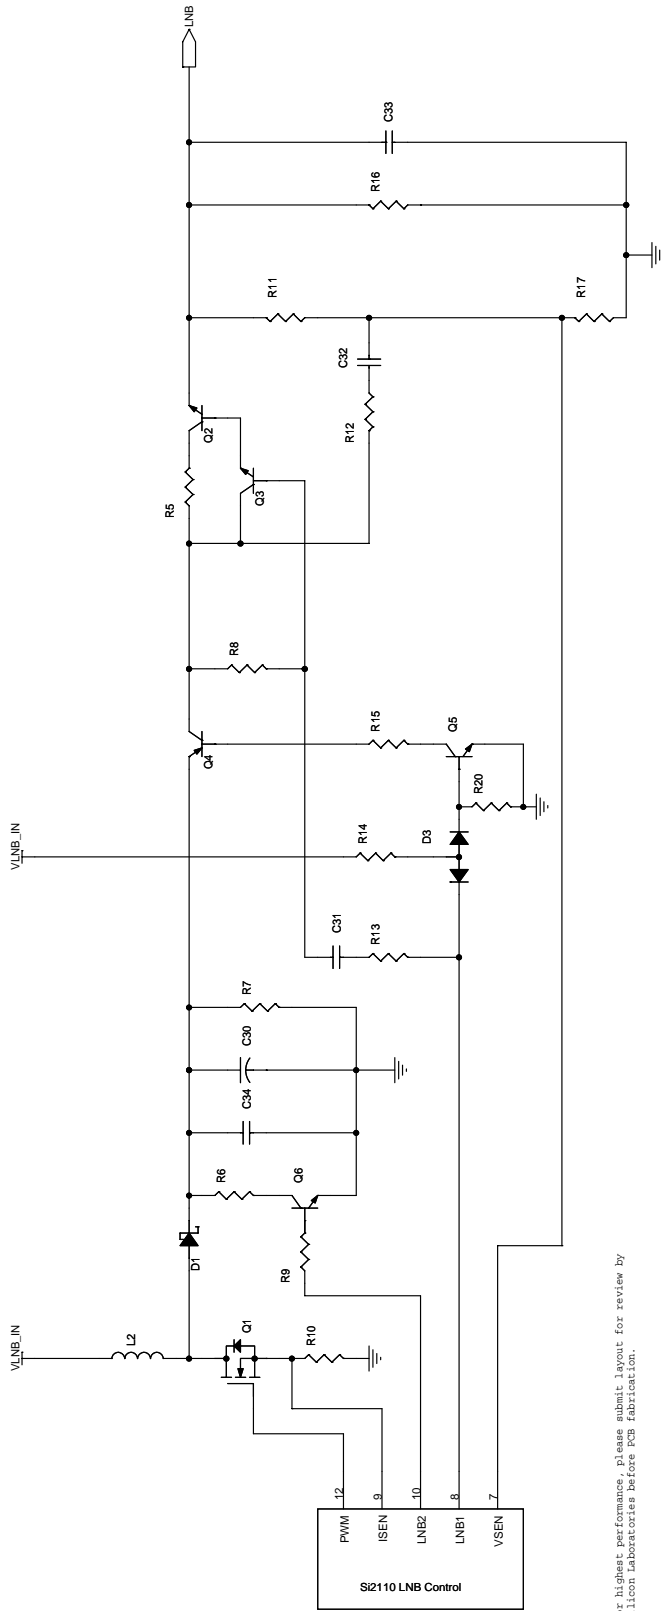 LNB
C33
R16
R11
R17
C32
R12
Q2
Q3
R5
R8
Q4
R15
Q5
R20
VLNB_IN
R14
D3
C31
R13
R7
C30
C34
R6
Q6
D1
R9
VLNB_IN
L2
Q1
R10
12
PWM
9
ISEN
10
LNB2
8
LNB1
7
VSEN
Si2110 LNB Control
highest performance, please submit layout for review by
Laboratories before PCB fabrication.